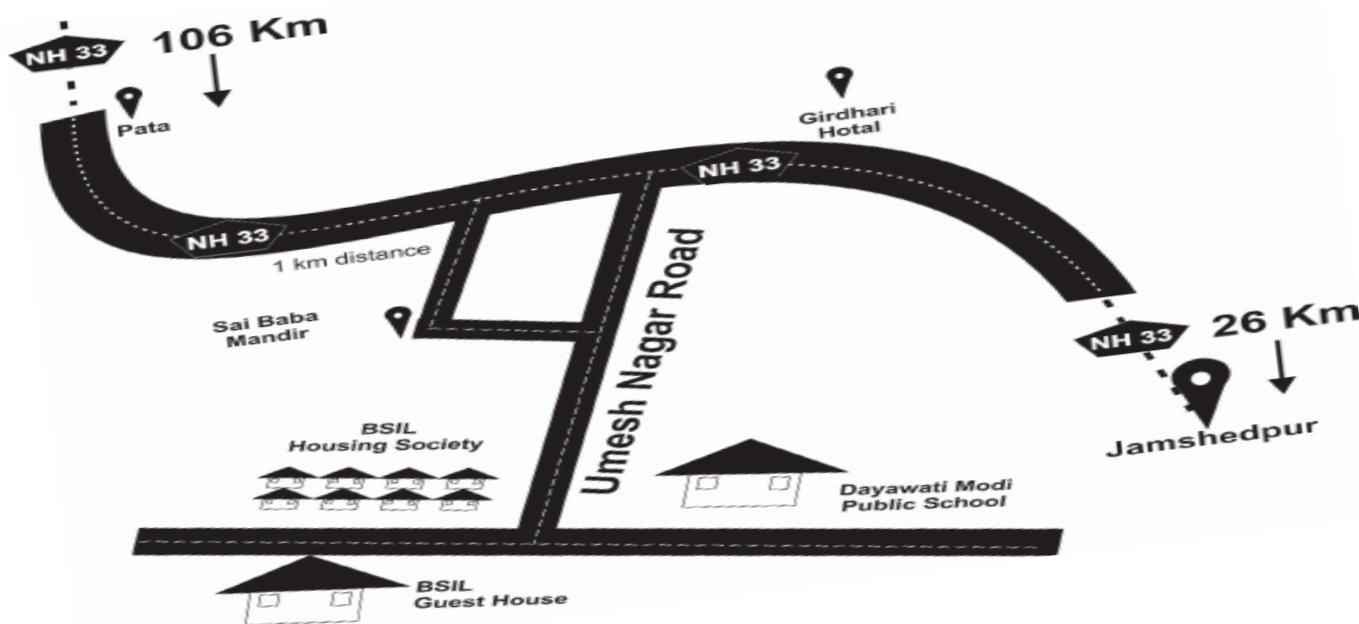 NH 33
106 Km
Pata
Girdhari
Hotal
NH 33
NH 33
1 km distance
Sai Baba
Mandir
Umesh Nagar Road
NH 33
26 Km
Jamshedpur
BSIL
Housing Society
Dayawati Modi
Public School
BSIL
Guest House